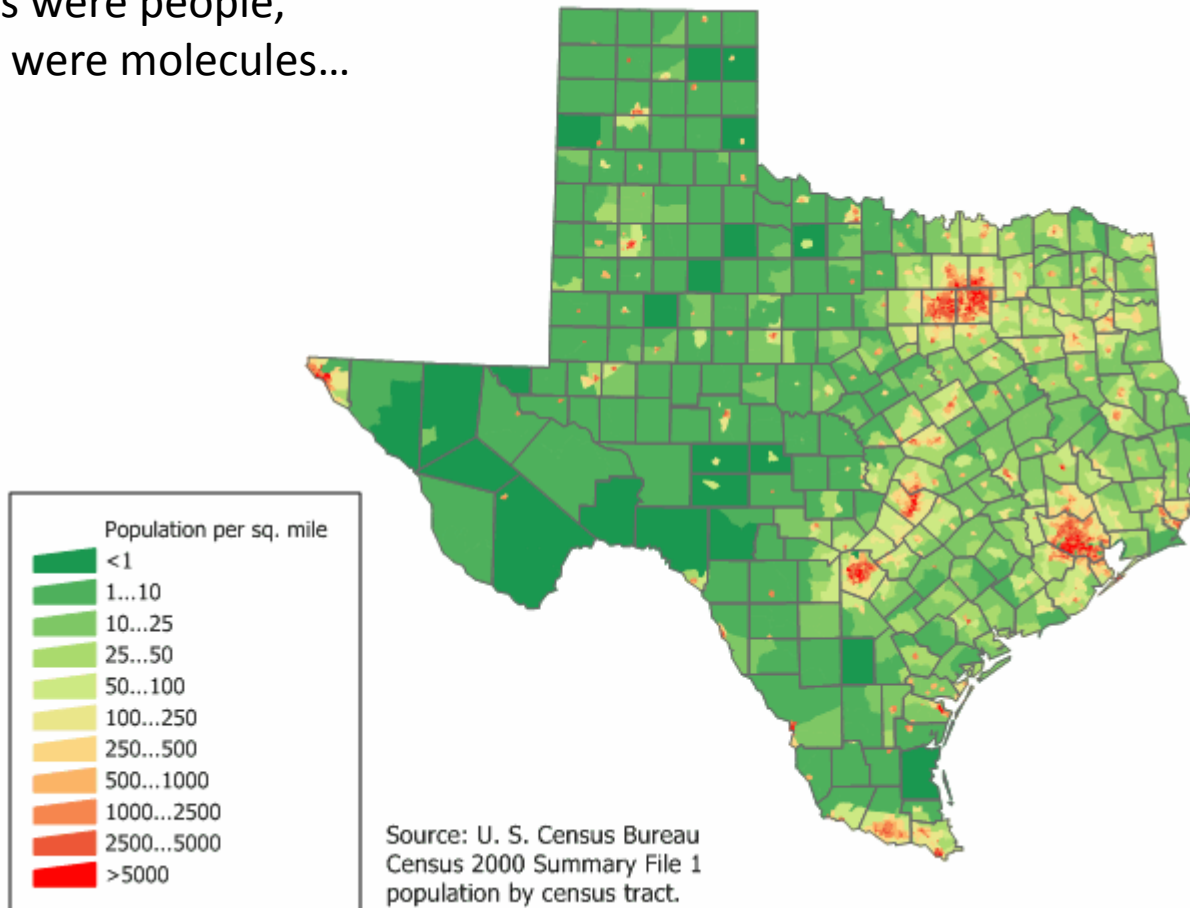 s were people,
were molecules…
Population per sq. mile
<1
1...10
10...25
25...50
50...100
100...250
250...500
500...1000
1000...2500
2500...5000
>5000
Source: U. S. Census Bureau
Census 2000 Summary File 1
population by census tract.